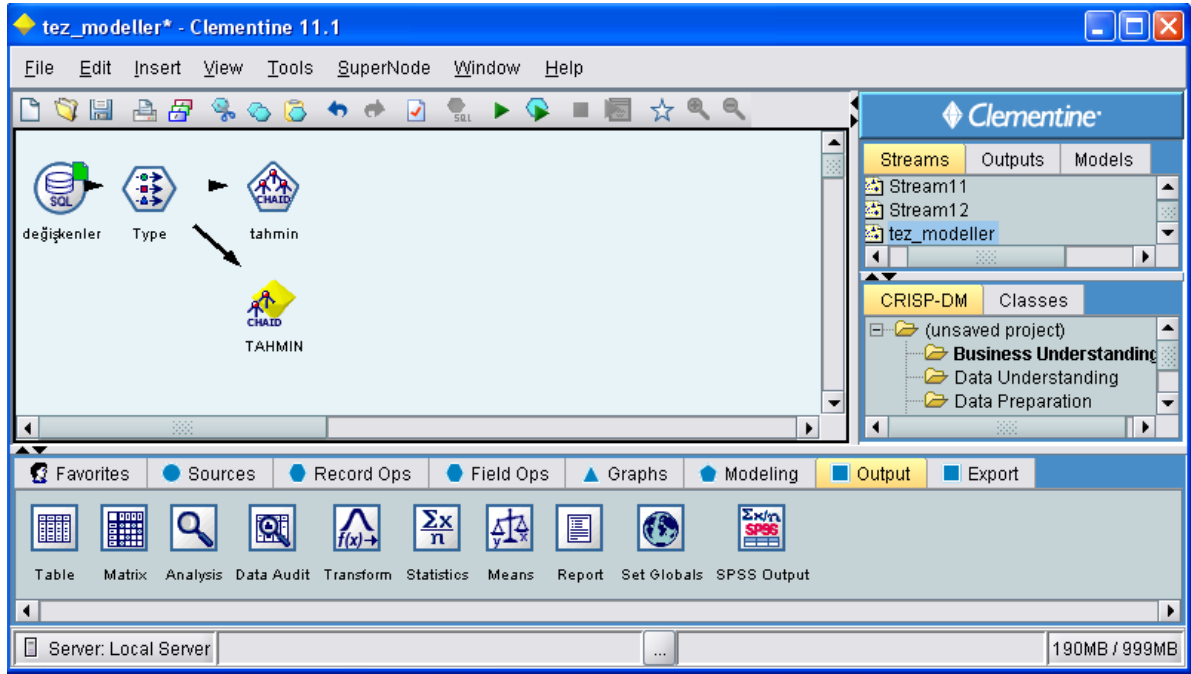 tez_modeller* - Clementine 11.1
File Edit Insert View Tools SuperNode Window Help
SQL
Clementine
Streams Outputs Models
Stream11
Stream12
tez_modeller
SQL
CHAID
değişkenler Type tahmin
CHAID
TAHMIN
CRISP-DM Classes
(unsaved project)
Business Understanding
Data Understanding
Data Preparation
Favorites Sources Record Ops Field Ops Graphs Modeling Output Export
f(x)
Σx
n
y x
Σx/n
SPSS
Table Matrix Analysis Data Audit Transform Statistics Means Report Set Globals SPSS Output
Server: Local Server ... 190MB / 999MB